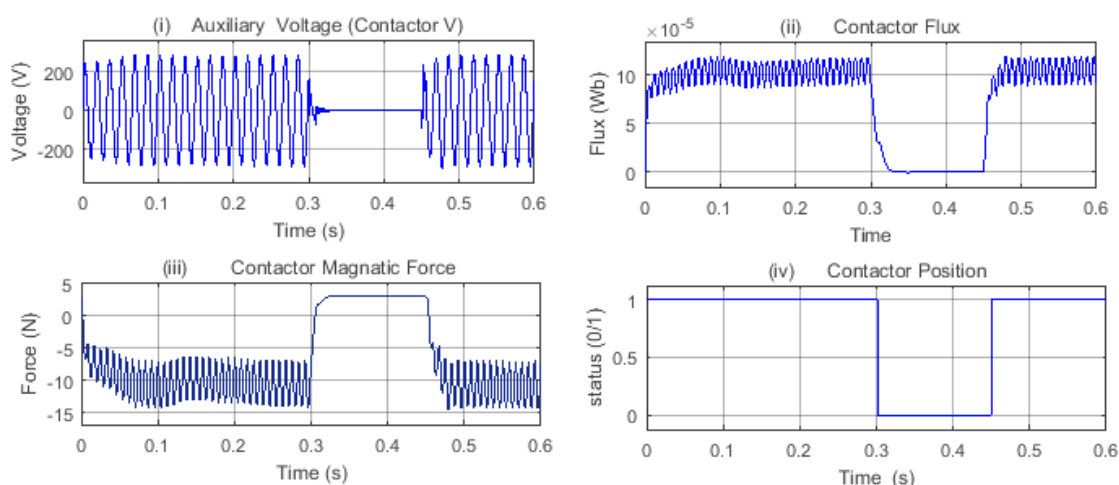 (i) Auxiliary Voltage (Contactor V)
Voltage (V)
200
0
-200
0 0.1 0.2 0.3 0.4 0.5 0.6
Time (s)
(ii) Contactor Flux
×10-5
Flux (Wb)
10
5
0
0 0.1 0.2 0.3 0.4 0.5 0.6
Time
(iii) Contactor Magnatic Force
Force (N)
5
0
-5
-10
-15
0 0.1 0.2 0.3 0.4 0.5 0.6
Time (s)
(iv) Contactor Position
status (0/1)
1
0.5
0
0 0.1 0.2 0.3 0.4 0.5 0.6
Time (s)